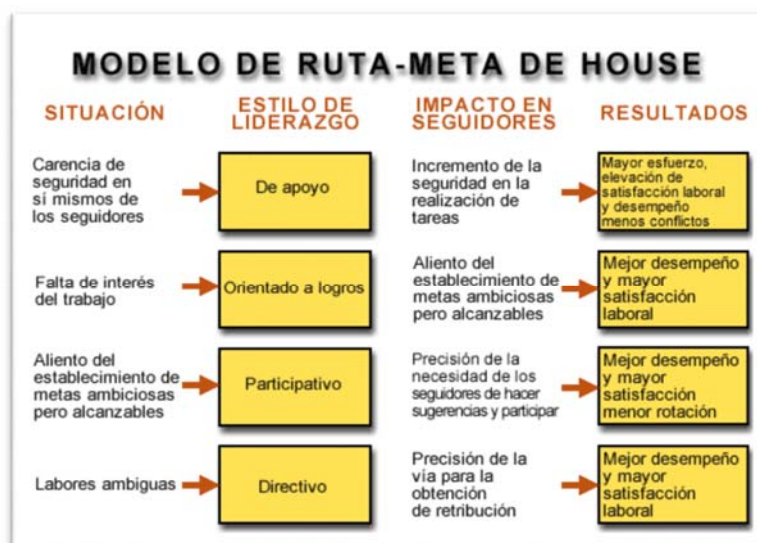 MODELO DE RUTA-META DE HOUSE
SITUACIÓN
ESTILO DE
LIDERAZGO
IMPACTO EN
SEGUIDORES
RESULTADOS
Carencia de
seguridad en
sí mismos de
los seguidores
De apoyo
Incremento de la
seguridad en la
realización de
tareas
Mayor esfuerzo,
elevación de
satisfacción laboral
y desempeño
menos conflictos
Falta de interés
del trabajo
Orientado a logros
Aliento del
establecimiento de
metas ambiciosas
pero alcanzables
Mejor desempeño
y mayor
satisfacción
laboral
Aliento del
establecimiento de
metas ambiciosas
pero alcanzables
Participativo
Precisión de la
necesidad de los
seguidores de hacer
sugerencias y participar
Mejor desempeño
y mayor
satisfacción
menor rotación
Labores ambiguas
Directivo
Precisión de la
vía para la
obtención
de retribución
Mejor desempeño
y mayor
satisfacción
laboral